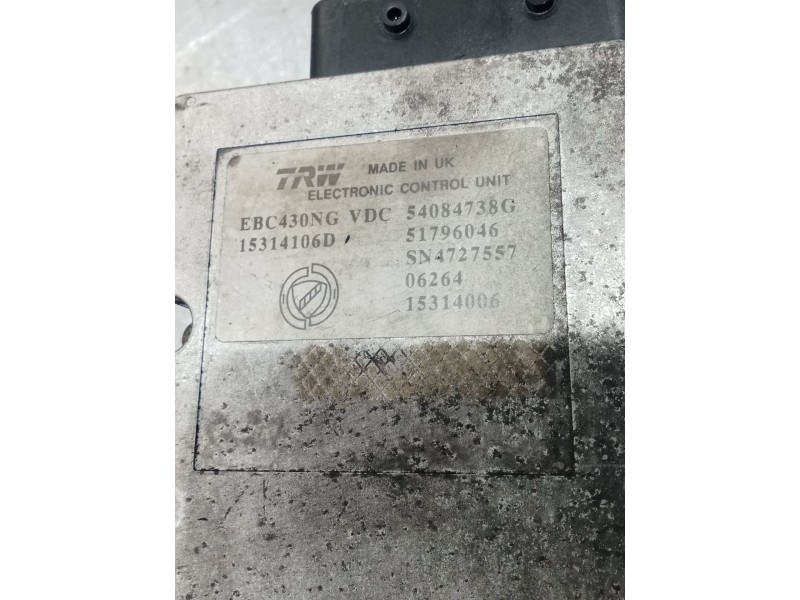 TRW MADE IN UK
ELECTRONIC CONTROL UNIT
EBC430NG VDC 54084738G
15314106D 51796046
SN4727557
06264
15314006